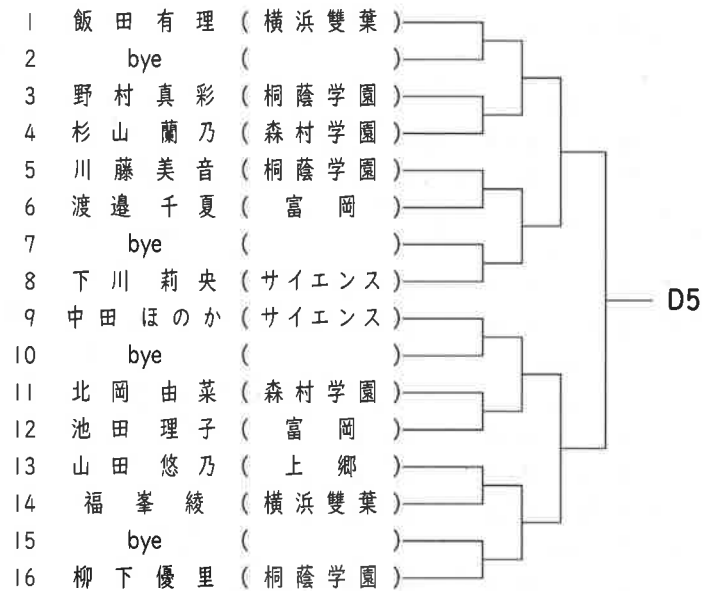 1 飯田有理 (横浜雙葉)
2 bye ( )
3 野村真彩 (桐蔭学園)
4 杉山蘭乃 (森村学園)
5 川藤美音 (桐蔭学園)
6 渡邉千夏 (富岡)
7 bye ( )
8 下川莉央 (サイエンス)
D5
9 中田ほのか (サイエンス)
10 bye ( )
11 北岡由菜 (森村学園)
12 池田理子 (富岡)
13 山田悠乃 (上郷)
14 福峯綾 (横浜雙葉)
15 bye ( )
16 柳下優里 (桐蔭学園)